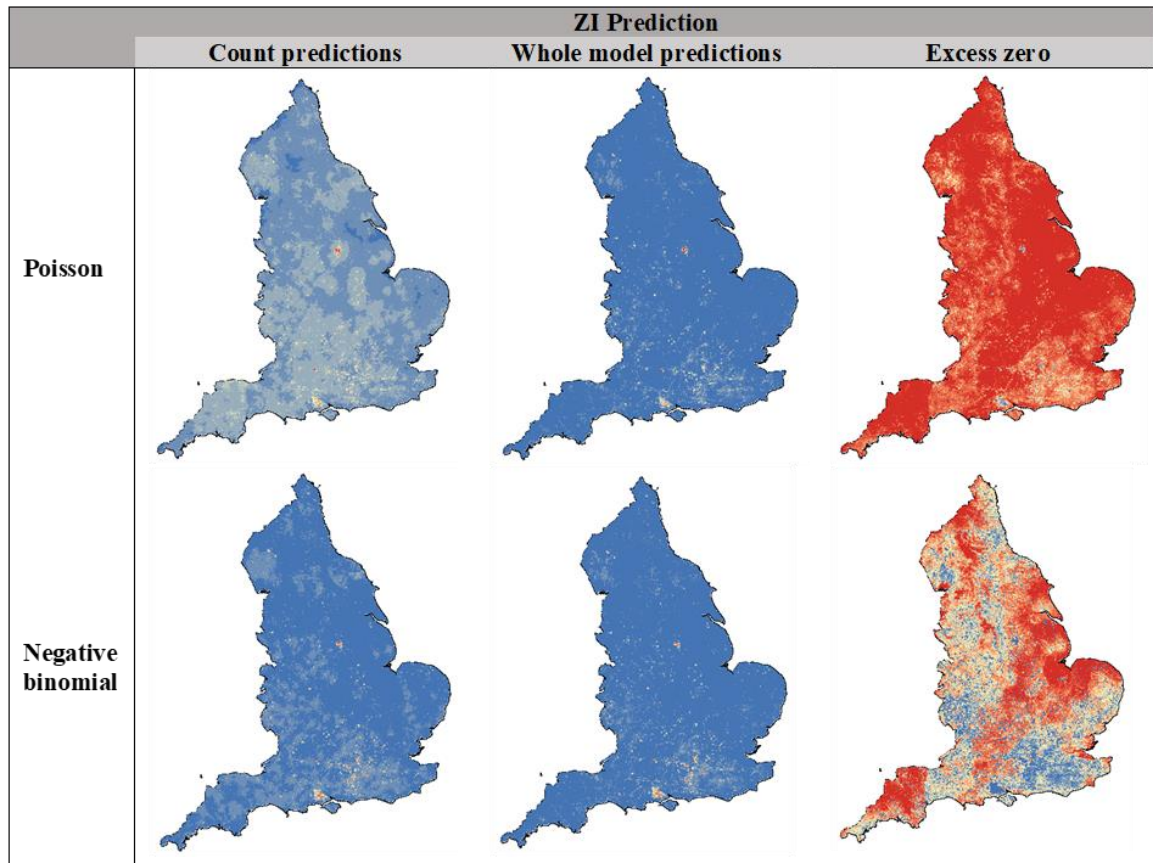 ZI Prediction
Count predictions
Whole model predictions
Excess zero
Poisson
Negative
binomial